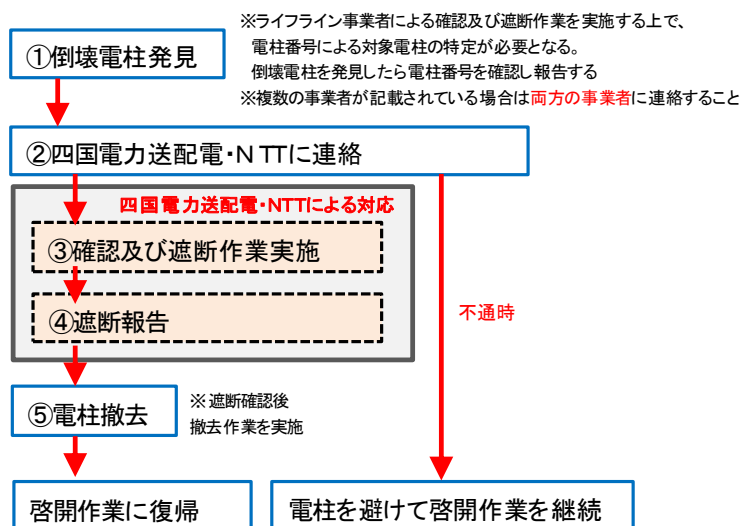 ※ライフライン事業者による確認及び遮断作業を実施する上で、
電柱番号による対象電柱の特定が必要となる。
倒壊電柱を発見したら電柱番号を確認し報告する
※複数の事業者が記載されている場合は両方の事業者に連絡すること
①倒壊電柱発見
②四国電力送配電・NTTに連絡
四国電力送配電・NTTによる対応
③確認及び遮断作業実施
④遮断報告
不通時
⑤電柱撤去
※遮断確認後
撤去作業を実施
啓開作業に復帰
電柱を避けて啓開作業を継続